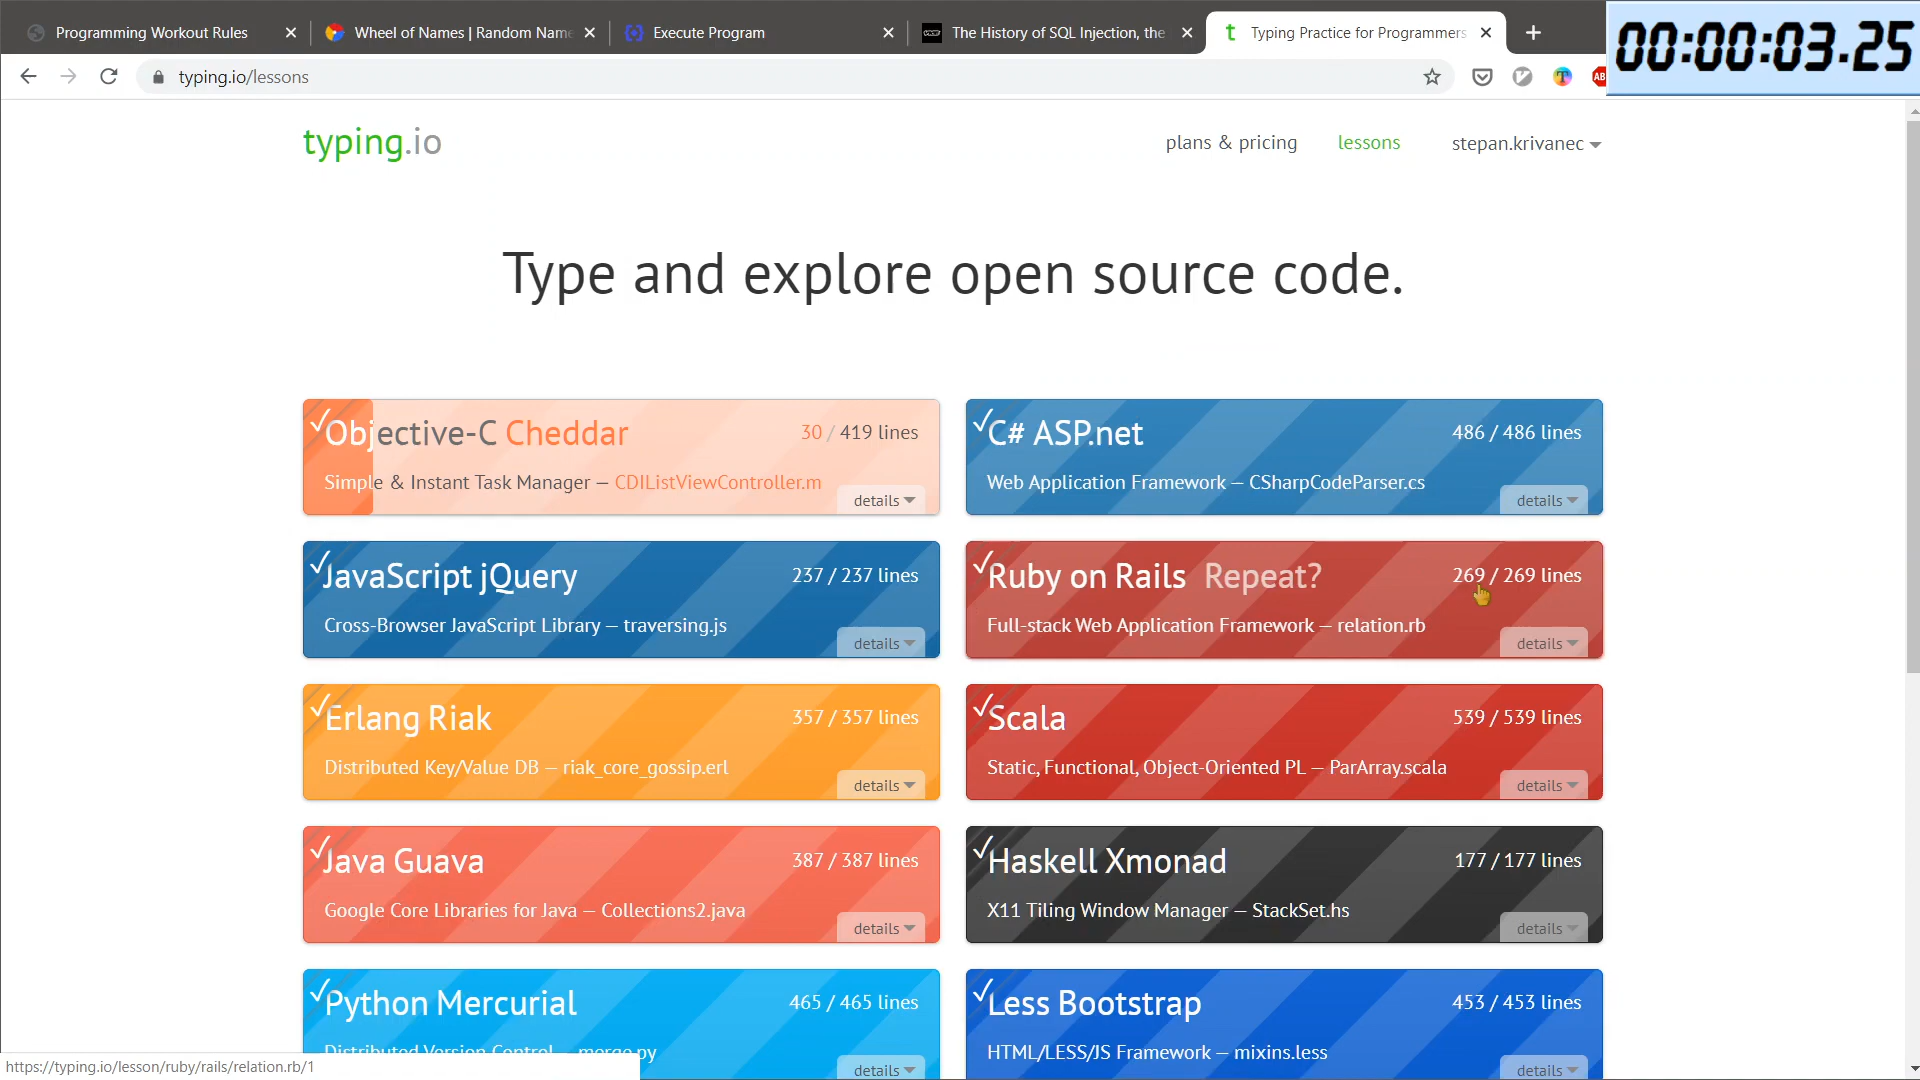 Programming Workout Rules
Wheel of Names | Random Name
Execute Program
The History of SQL Injection, the
Typing Practice for Programmers
00:00:03.25
typing.io/lessons
typing.io
plans & pricing
lessons
stepan.krivanec
Type and explore open source code.
Objective-C Cheddar
30 / 419 lines
Simple & Instant Task Manager — CDIListViewController.m
details
C# ASP.net
486 / 486 lines
Web Application Framework — CSharpCodeParser.cs
details
JavaScript jQuery
237 / 237 lines
Cross-Browser JavaScript Library — traversing.js
details
Ruby on Rails Repeat?
269 / 269 lines
Full-stack Web Application Framework — relation.rb
details
Erlang Riak
357 / 357 lines
Distributed Key/Value DB — riak_core_gossip.erl
details
Scala
539 / 539 lines
Static, Functional, Object-Oriented PL — ParArray.scala
details
Java Guava
387 / 387 lines
Google Core Libraries for Java — Collections2.java
details
Haskell Xmonad
177 / 177 lines
X11 Tiling Window Manager — StackSet.hs
details
Python Mercurial
465 / 465 lines
Distributed Version Control — merge.py
details
Less Bootstrap
453 / 453 lines
HTML/LESS/JS Framework — mixins.less
details
https://typing.io/lesson/ruby/rails/relation.rb/1